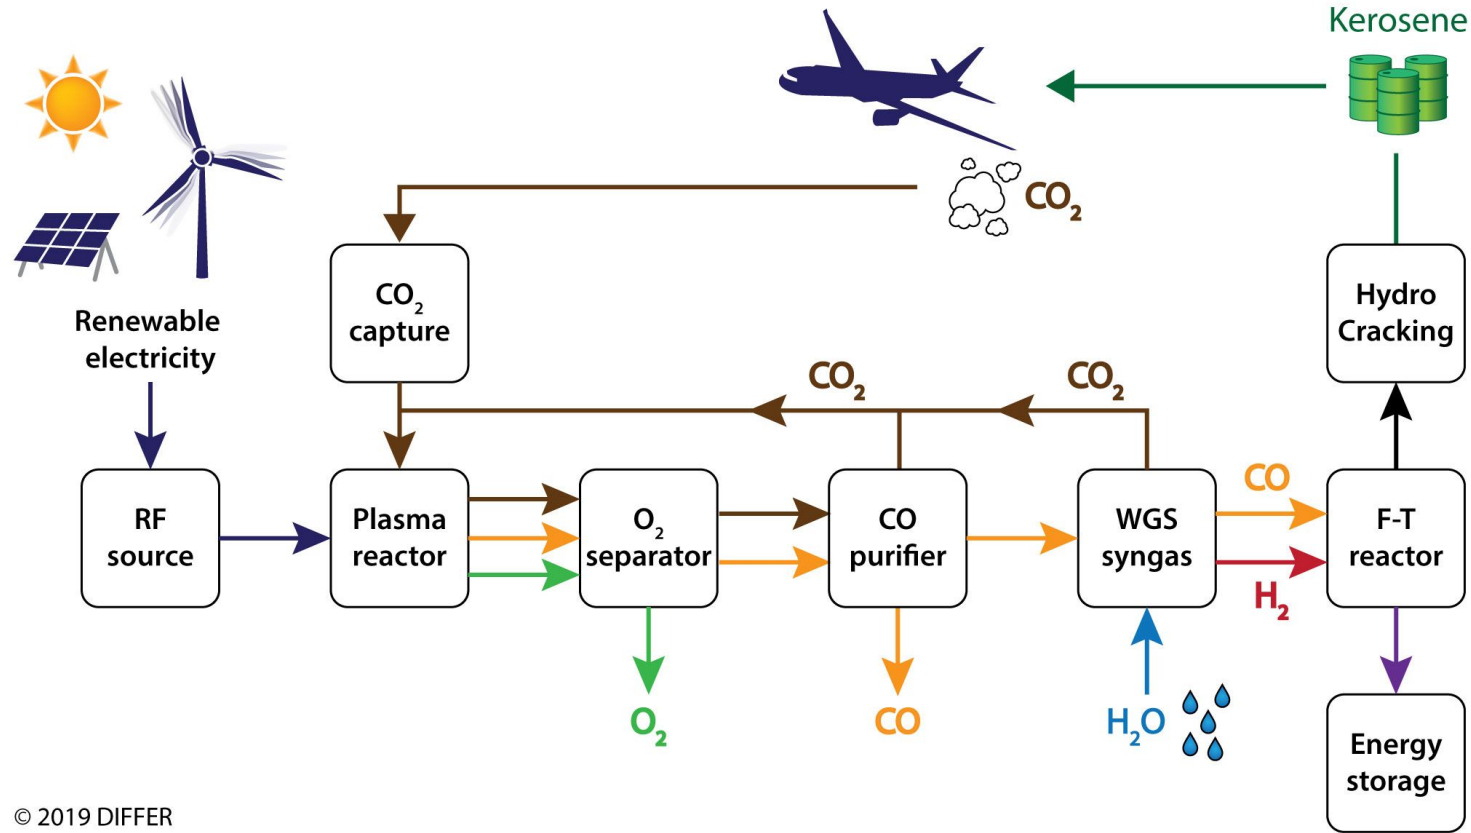 Kerosene
CO₂
Renewable
electricity
CO₂
capture
Hydro
Cracking
CO₂
CO₂
RF
source
Plasma
reactor
O₂
separator
CO
purifier
WGS
syngas
CO
H₂
F-T
reactor
O₂
CO
H₂O
Energy
storage
© 2019 DIFFER